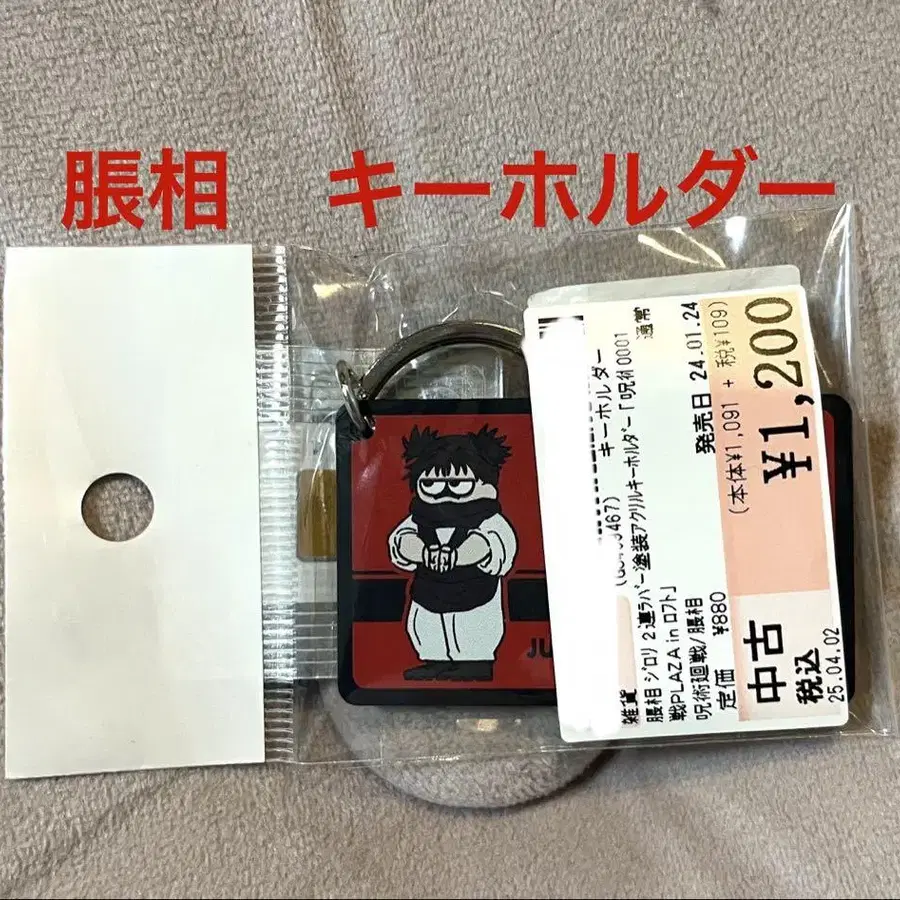 脹相 キーホルダー
JU
雑貨
キーホルダー
脹相 ジロリ 2連ラバー塗装アクリルキーホルダー「呪術 0001 通常
戦PLAZA in ロフト」
呪術廻戦/脹相
定価 ¥880
発売日 24.01.24
(本体¥1,091 + 税¥109)
中古 ¥1,200
税込
25.04.02